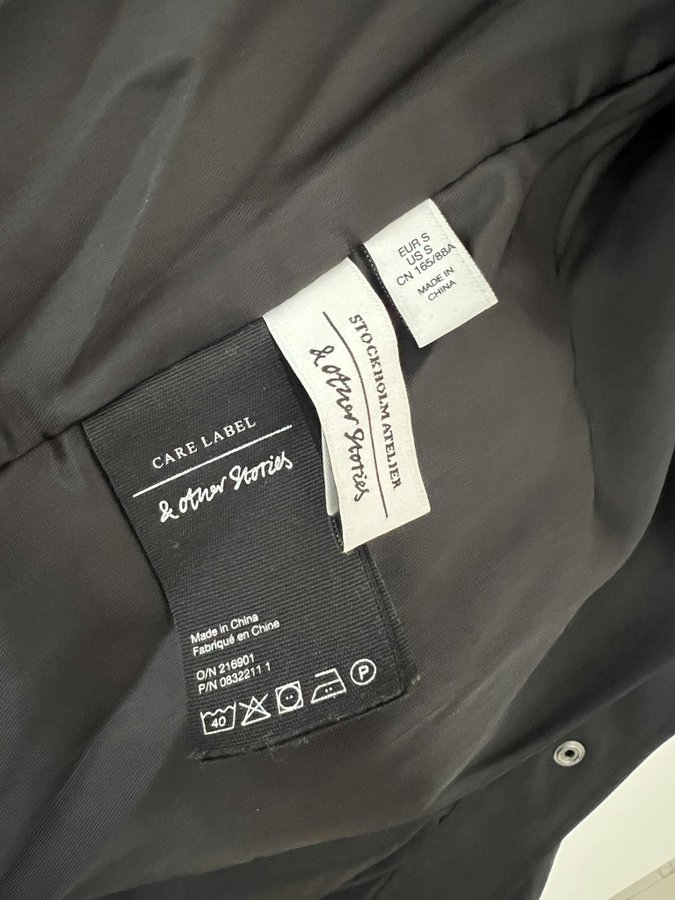 EUR S
US S
CN 165/88A
MADE IN
CHINA
STOCKHOLM ATELIER
& other Stories
CARE LABEL
& other Stories
Made in China
Fabriqué en Chine
O/N 216901
P/N 0832211 1
40
P